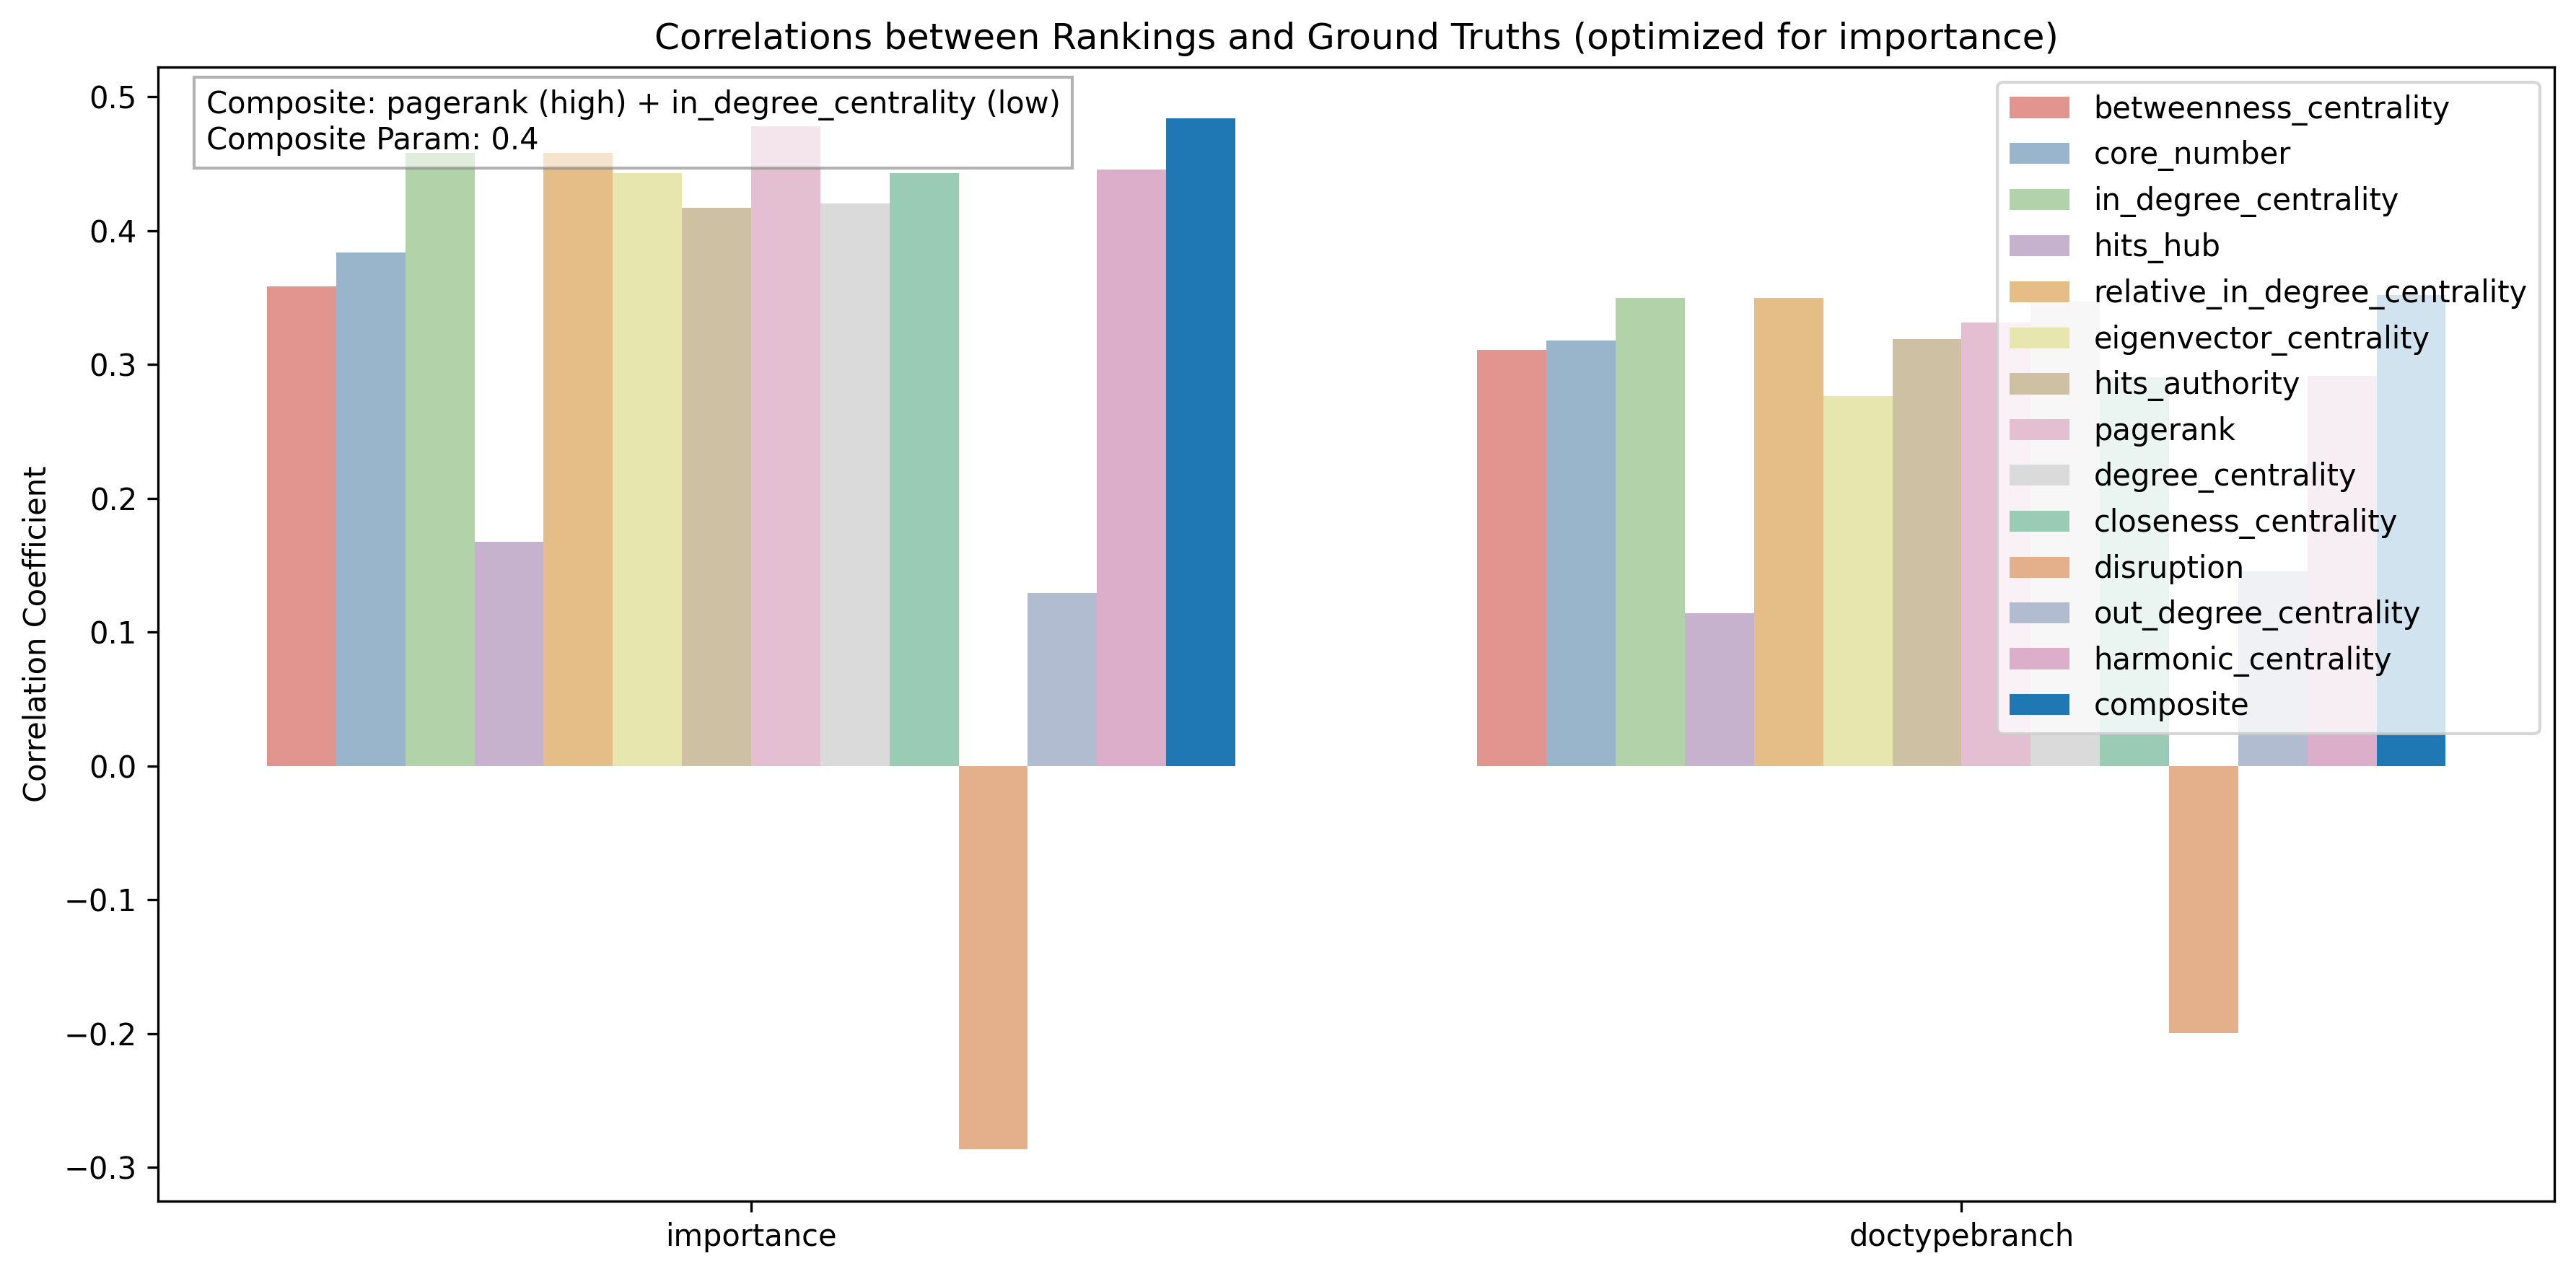 Correlations between Rankings and Ground Truths (optimized for importance)
Composite: pagerank (high) + in_degree_centrality (low)
Composite Param: 0.4
betweenness_centrality
core_number
in_degree_centrality
hits_hub
relative_in_degree_centrality
eigenvector_centrality
hits_authority
pagerank
degree_centrality
closeness_centrality
disruption
out_degree_centrality
harmonic_centrality
composite
Correlation Coefficient
0.5
0.4
0.3
0.2
0.1
0.0
−0.1
−0.2
−0.3
importance
doctypebranch